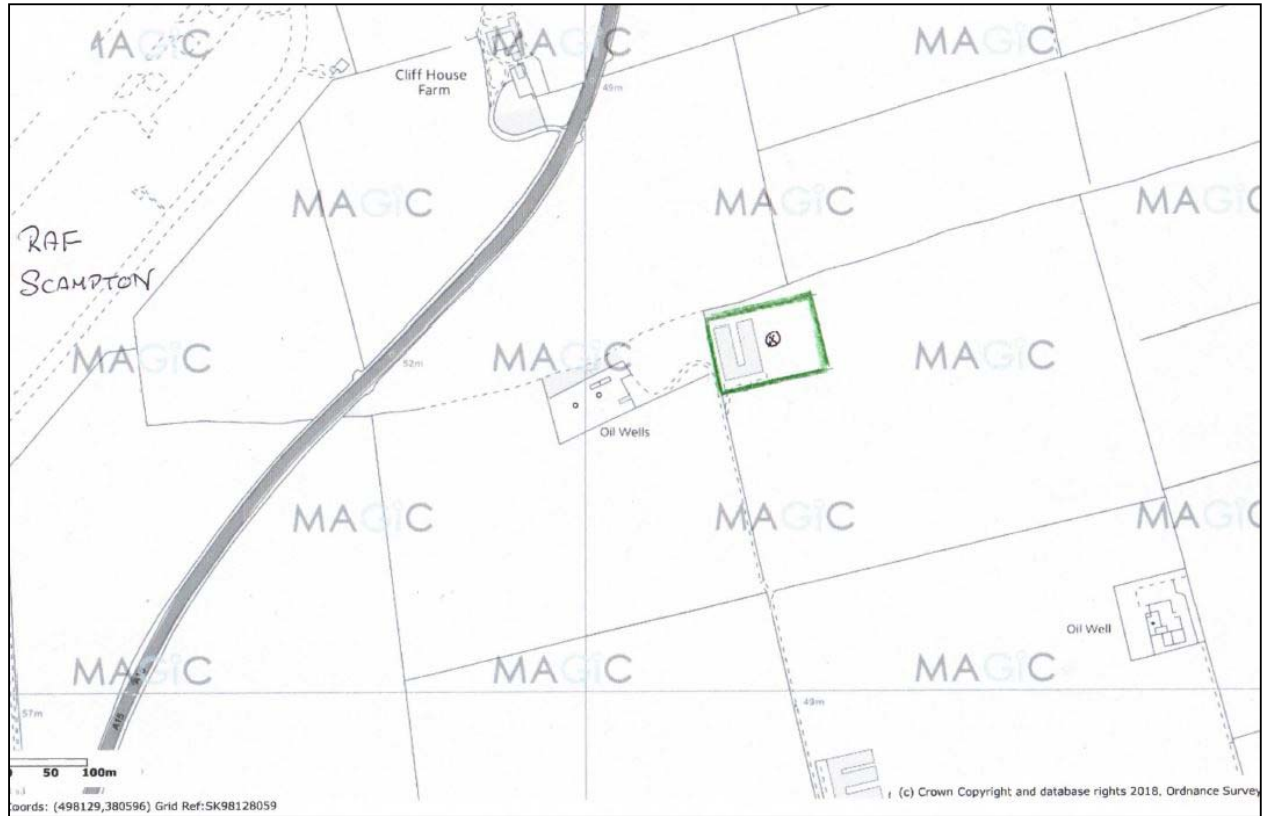 MAGiC
MAGiC
MAGiC
Cliff House
Farm
49m
MAGiC
MAGiC
MAGiC
RAF
SCAMPTON
MAGiC
52m
MAGiC
MAGiC
Oil Wells
MAGiC
MAGiC
MAGiC
Oil Well
MAGiC
MAGiC
MAGiC
57m
A15
49m
50 100m
oords: (498129,380596) Grid Ref:SK98128059
(c) Crown Copyright and database rights 2018. Ordnance Survey